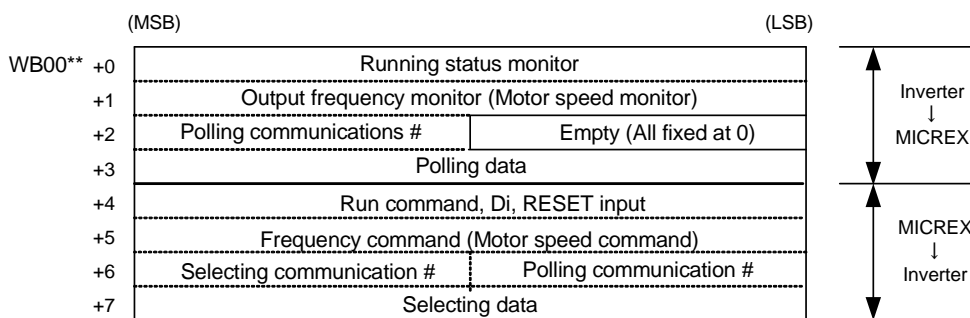 (MSB) (LSB)
WB00** +0 Running status monitor
+1 Output frequency monitor (Motor speed monitor)
+2 Polling communications # Empty (All fixed at 0)
+3 Polling data
Inverter
↓
MICREX
+4 Run command, Di, RESET input
+5 Frequency command (Motor speed command)
+6 Selecting communication # Polling communication #
+7 Selecting data
MICREX
↓
Inverter